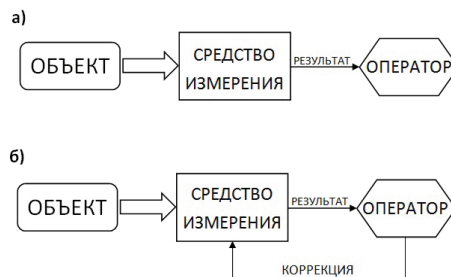 а)
ОБЪЕКТ
СРЕДСТВО
ИЗМЕРЕНИЯ
РЕЗУЛЬТАТ
ОПЕРАТОР
б)
ОБЪЕКТ
СРЕДСТВО
ИЗМЕРЕНИЯ
РЕЗУЛЬТАТ
ОПЕРАТОР
КОРРЕКЦИЯ